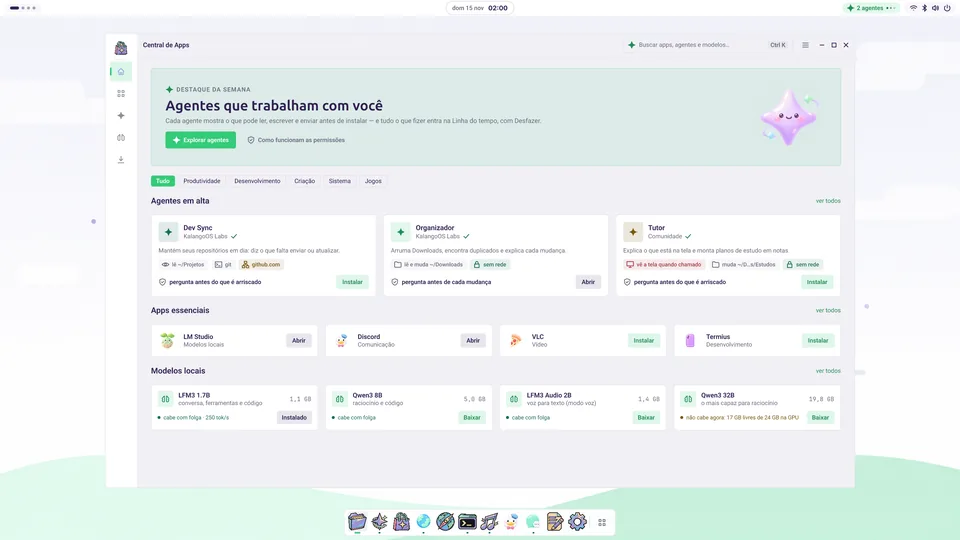 dom 15 nov 02:00
2 agentes
Central de Apps
Buscar apps, agentes e modelos...
Ctrl K
DESTAQUE DA SEMANA
Agentes que trabalham com você
Cada agente mostra o que pode ler, escrever e enviar antes de instalar — e tudo o que fizer entra na Linha do tempo, com Desfazer.
Explorar agentes
Como funcionam as permissões
Tudo
Produtividade
Desenvolvimento
Criação
Sistema
Jogos
Agentes em alta
ver todos
Dev Sync
KalangoOS Labs
Mantém seus repositórios em dia: diz o que falta enviar ou atualizar.
lê ~/Projetos
git
github.com
pergunta antes do que é arriscado
Instalar
Organizador
KalangoOS Labs
Arruma Downloads, encontra duplicados e explica cada mudança.
lê e muda ~/Downloads
sem rede
pergunta antes de cada mudança
Abrir
Tutor
Comunidade
Explica o que está na tela e monta planos de estudo em notas
vê a tela quando chamado
muda ~/D...s/Estudos
sem rede
pergunta antes do que é arriscado
Instalar
Apps essenciais
ver todos
LM Studio
Modelos locais
Abrir
Discord
Comunicação
Abrir
VLC
Vídeo
Instalar
Termius
Desenvolvimento
Instalar
Modelos locais
ver todos
LFM3 1.7B
conversa, ferramentas e código
1,1 GB
cabe com folga · 250 tok/s
Instalado
Qwen3 8B
raciocínio e código
5,0 GB
cabe com folga
Baixar
LFM3 Audio 2B
voz para texto (modo voz)
1,4 GB
cabe com folga
Baixar
Qwen3 32B
o mais capaz para raciocínio
19,8 GB
não cabe agora: 17 GB livres de 24 GB na GPU
Baixar